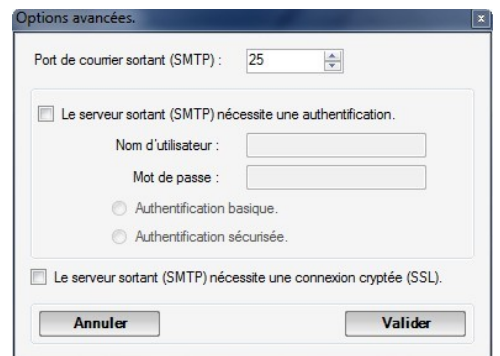 Options avancées.
x
Port de courrier sortant (SMTP) : 25
Le serveur sortant (SMTP) nécessite une authentification.
Nom d'utilisateur :
Mot de passe :
Authentification basique.
Authentification sécurisée.
Le serveur sortant (SMTP) nécessite une connexion cryptée (SSL).
Annuler Valider